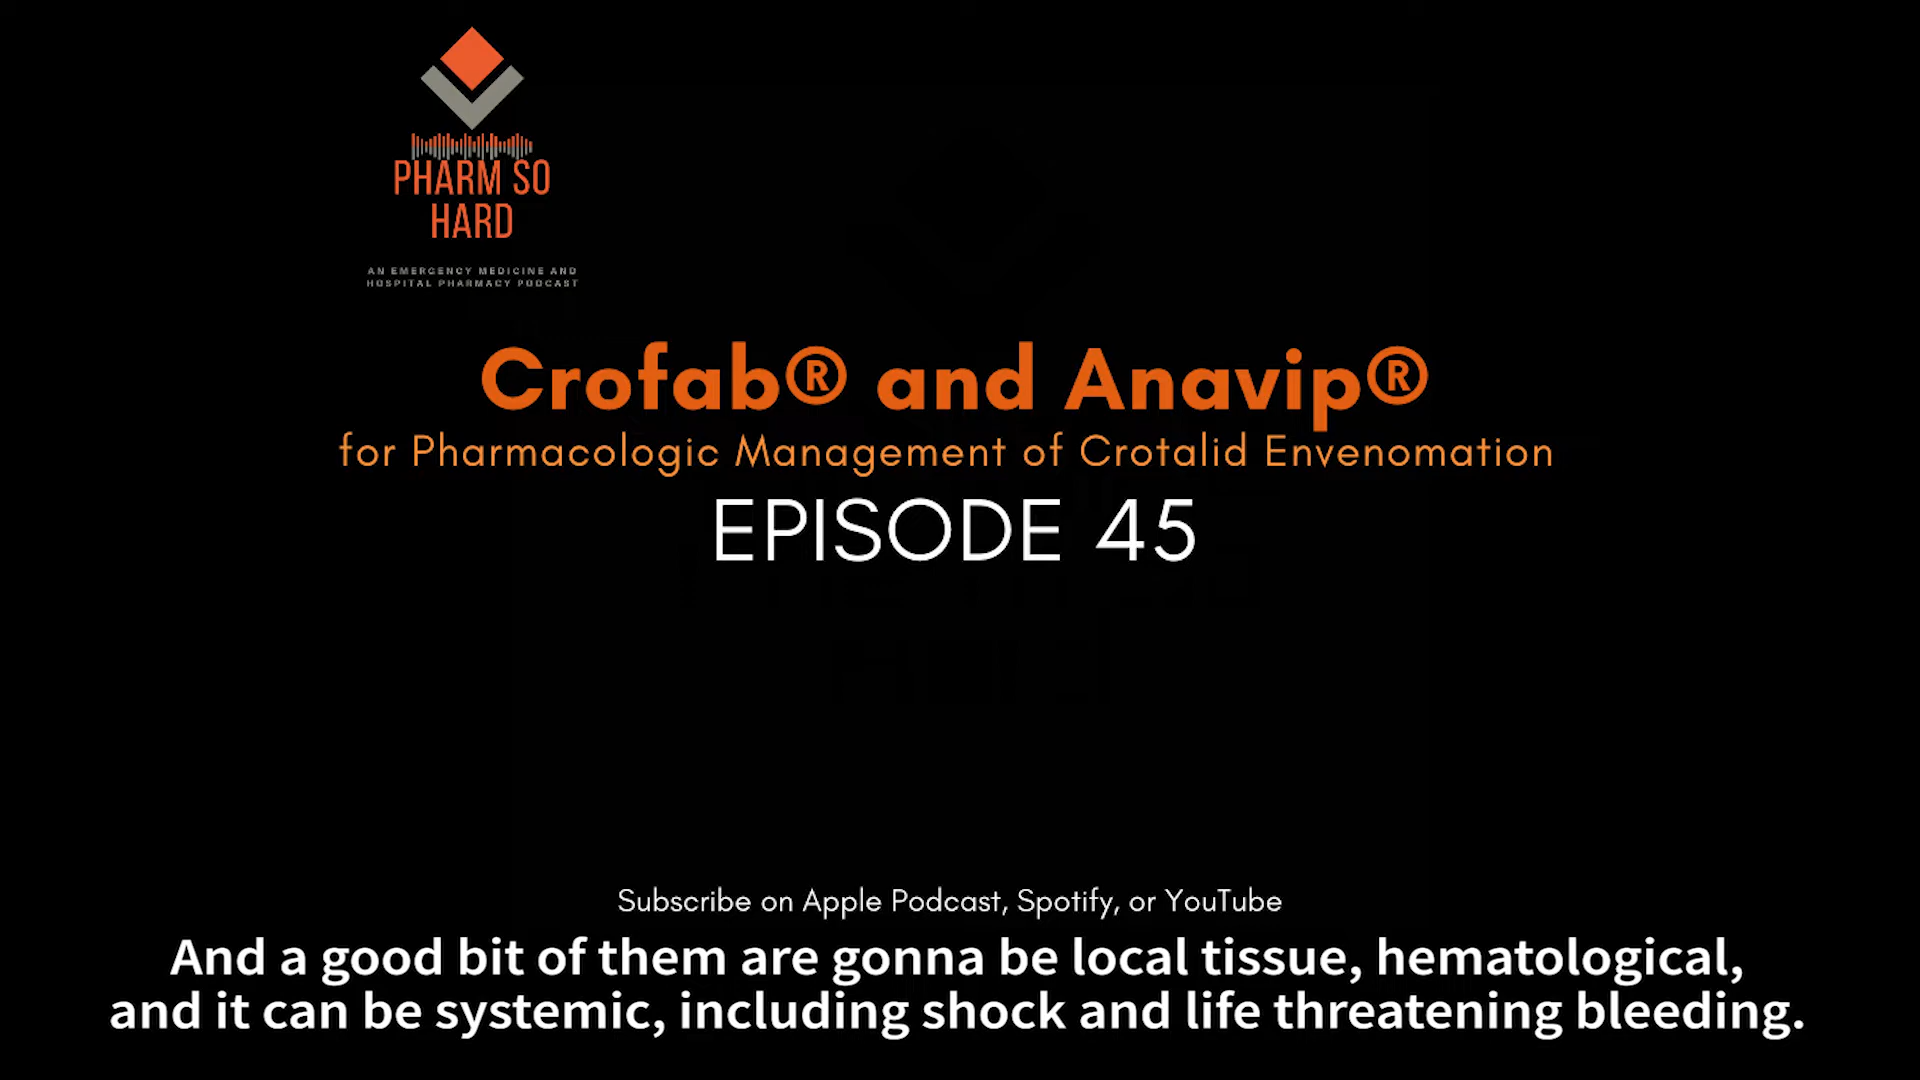 PHARM SO
HARD
AN EMERGENCY MEDICINE AND
HOSPITAL PHARMACY PODCAST
Crofab® and Anavip®
for Pharmacologic Management of Crotalid Envenomation
EPISODE 45
Subscribe on Apple Podcast, Spotify, or YouTube
And a good bit of them are gonna be local tissue, hematological,
and it can be systemic, including shock and life threatening bleeding.